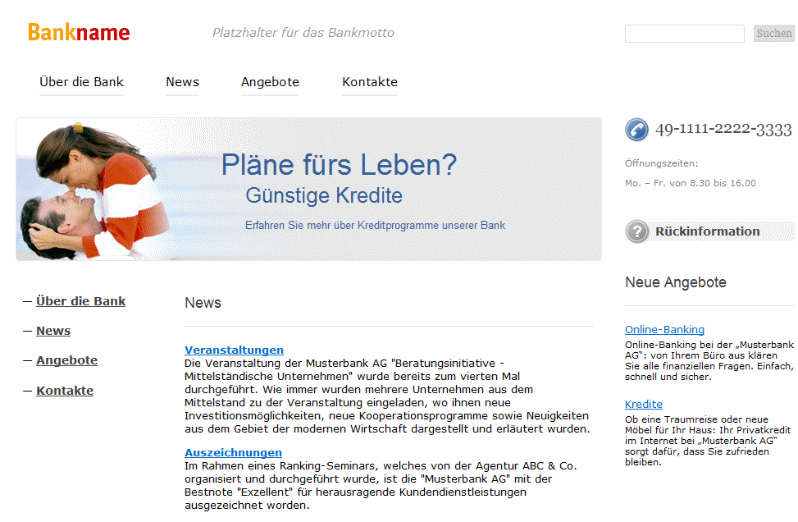 Bankname
Platzhalter für das Bankmotto
Suchen
Über die Bank
News
Angebote
Kontakte
Pläne fürs Leben?
Günstige Kredite
Erfahren Sie mehr über Kreditprogramme unserer Bank
49-1111-2222-3333
Öffnungszeiten:
Mo. – Fr. von 8.30 bis 16.00
Rückinformation
— Über die Bank
— News
— Angebote
— Kontakte
News
Veranstaltungen
Die Veranstaltung der Musterbank AG "Beratungsinitiative -
Mittelständische Unternehmen" wurde bereits zum vierten Mal
durchgeführt. Wie immer wurden mehrere Unternehmen aus dem
Mittelstand zu der Veranstaltung eingeladen, wo ihnen neue
Investitionsmöglichkeiten, neue Kooperationsprogramme sowie Neuigkeiten
aus dem Gebiet der modernen Wirtschaft dargestellt und erläutert wurden.
Auszeichnungen
Im Rahmen eines Ranking-Seminars, welches von der Agentur ABC & Co.
organisiert und durchgeführt wurde, ist die "Musterbank AG" mit der
Bestnote "Exzellent" für herausragende Kundendienstleistungen
ausgezeichnet worden.
Neue Angebote
Online-Banking
Online-Banking bei der „Musterbank
AG“: von Ihrem Büro aus klären
Sie alle finanziellen Fragen. Einfach,
schnell und sicher.
Kredite
Ob eine Traumreise oder neue
Möbel für Ihr Haus: Ihr Privatkredit
im Internet bei „Musterbank AG“
sorgt dafür, dass Sie zufrieden
bleiben.